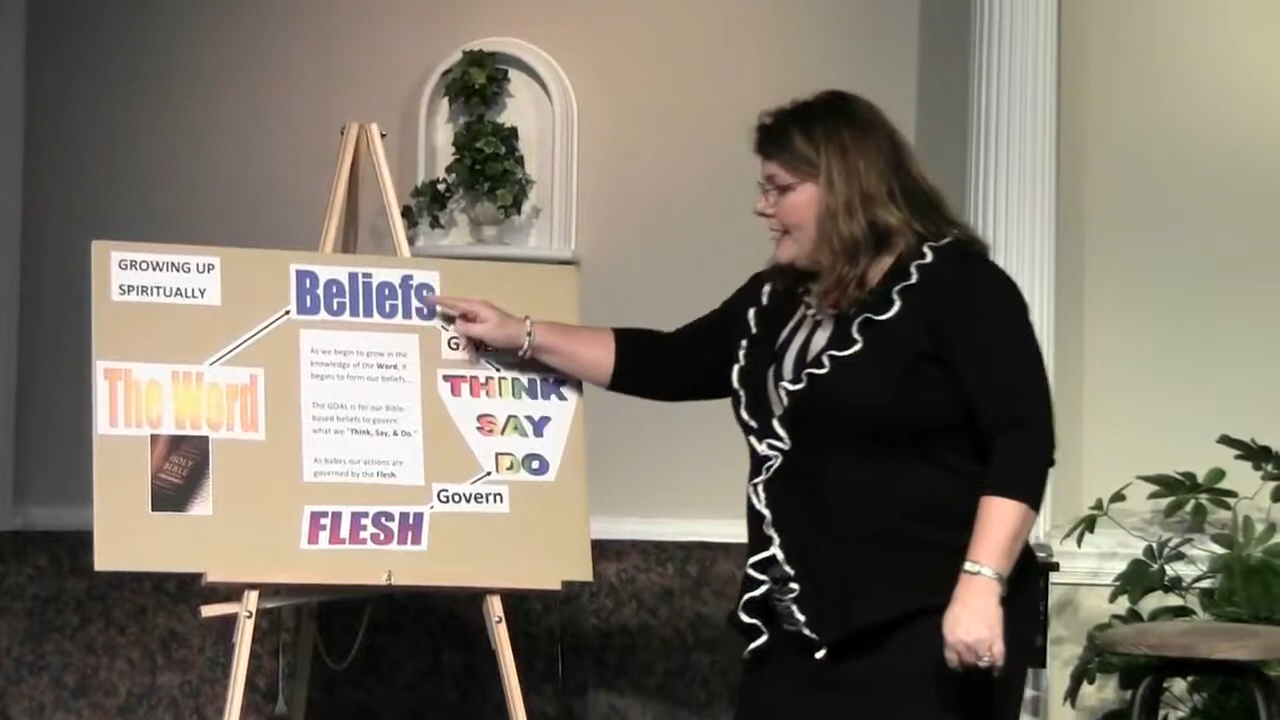 GROWING UP
SPIRITUALLY
Beliefs
The Word
HOLY
BIBLE
As we begin to grow in the
knowledge of the Word, it
begins to form our beliefs...
The GOAL is for our Bible
based beliefs to govern
what we "Think, Say, & Do."
As babes our actions are
governed by the Flesh.
THINK
SAY
DO
Govern
FLESH